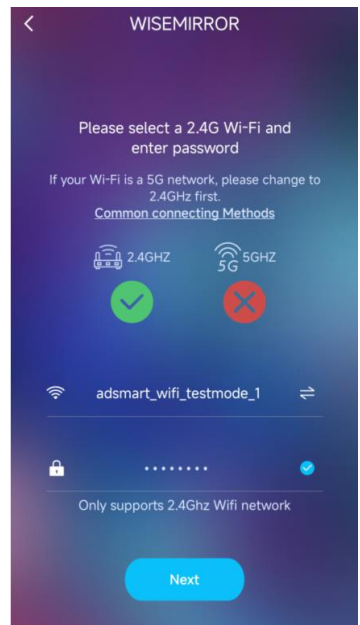 WISEMIRROR
Please select a 2.4G Wi-Fi and
enter password
If your Wi-Fi is a 5G network, please change to
2.4GHz first.
Common connecting Methods
2.4GHZ
5G 5GHZ
adsmart_wifi_testmode_1
••••••••
Only supports 2.4Ghz Wifi network
Next